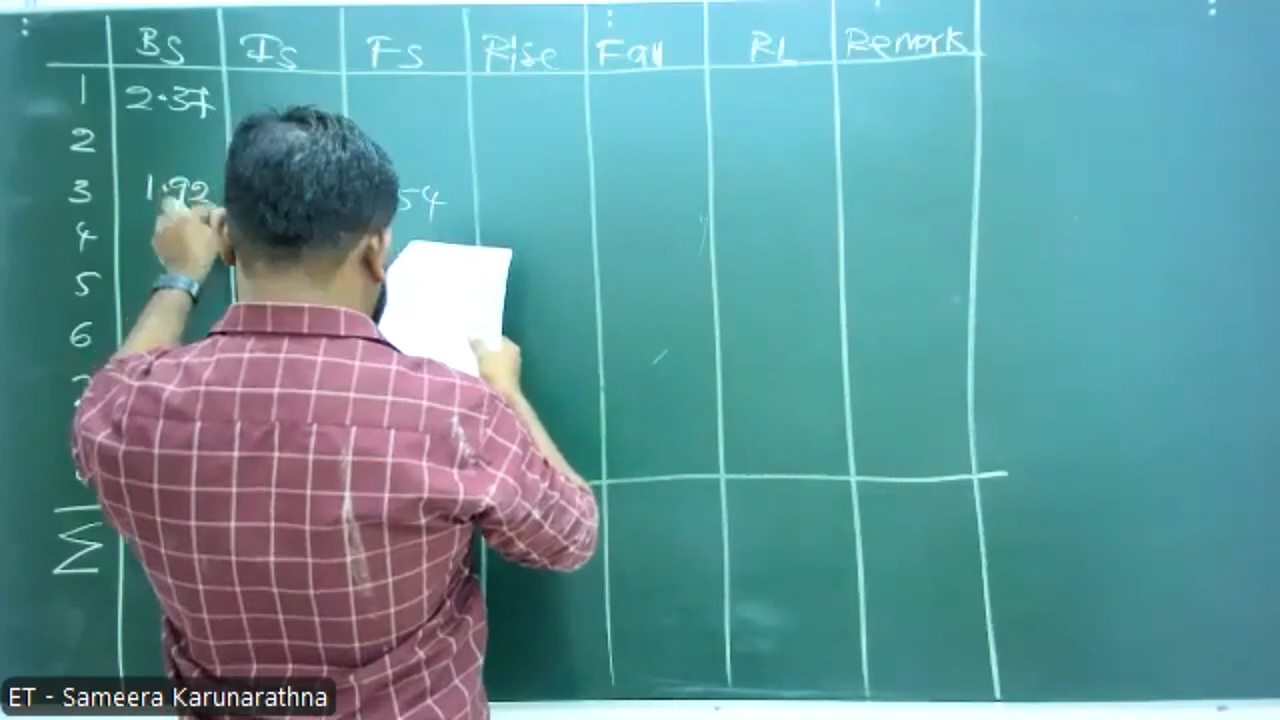 BS IS FS Rise Fall RL Remark
1 2.37
2
3 1.92 54
4
5
6
Σ
ET - Sameera Karunarathna